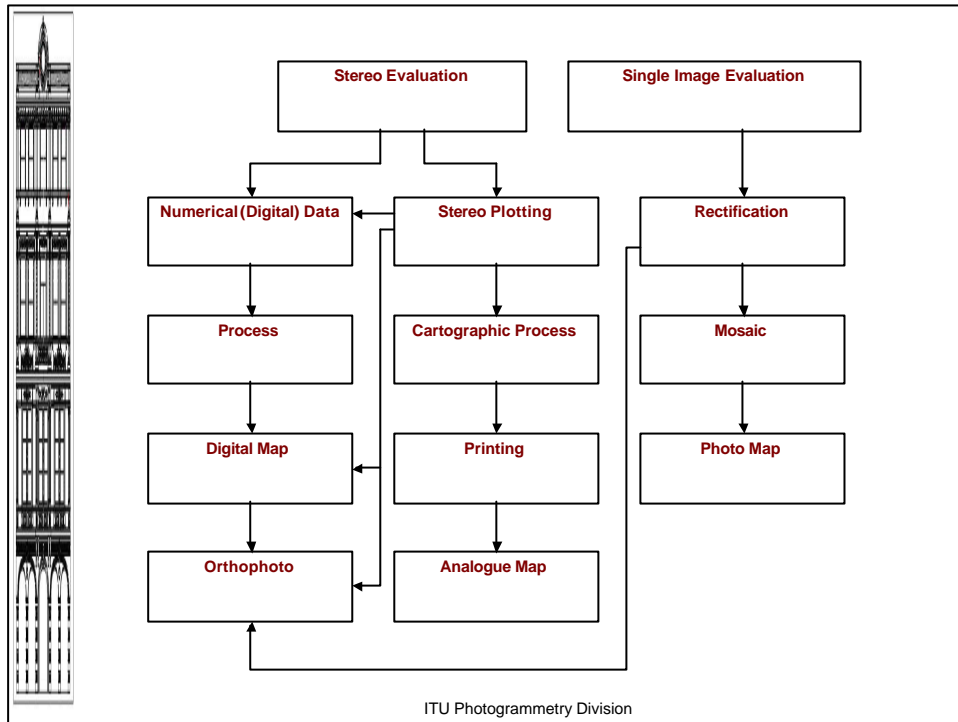 Stereo Evaluation
Single Image Evaluation
Numerical (Digital) Data
Stereo Plotting
Rectification
Process
Cartographic Process
Mosaic
Digital Map
Printing
Photo Map
Orthophoto
Analogue Map
ITU Photogrammetry Division